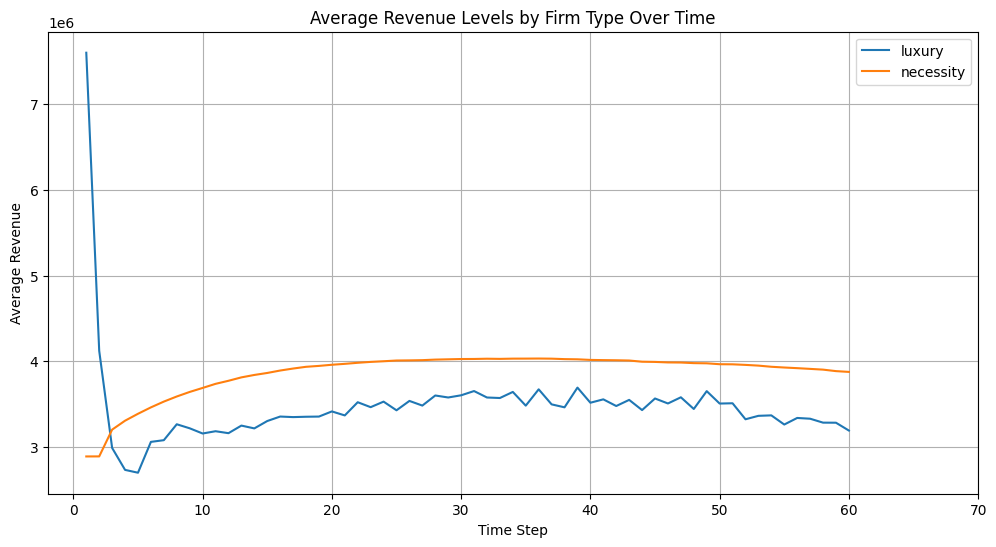 Average Revenue Levels by Firm Type Over Time
1e6
luxury
necessity
7
6
5
4
3
Average Revenue
0 10 20 30 40 50 60 70
Time Step